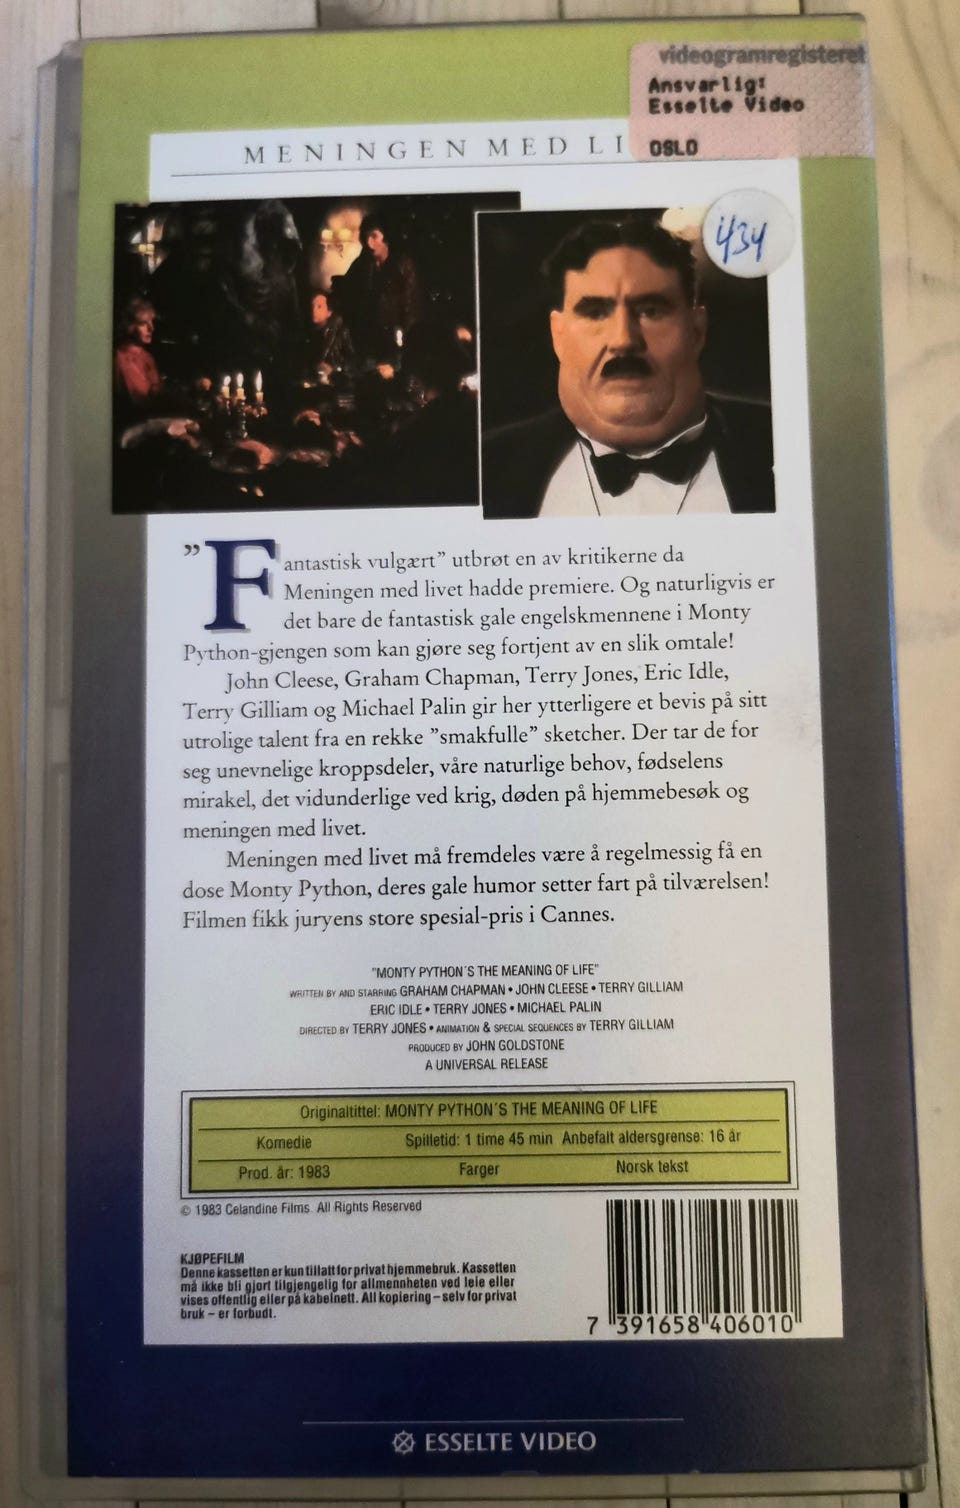 videogramregisteret
Ansvarlig:
Esselte Video
OSLO
MENINGEN MED LI
434
”Fantastisk vulgært” utbrøt en av kritikerne da
Meningen med livet hadde premiere. Og naturligvis er
det bare de fantastisk gale engelskmennene i Monty
Python-gjengen som kan gjøre seg fortjent av en slik omtale!
John Cleese, Graham Chapman, Terry Jones, Eric Idle,
Terry Gilliam og Michael Palin gir her ytterligere et bevis på sitt
utrolige talent fra en rekke ”smakfulle” sketcher. Der tar de for
seg unevnelige kroppsdeler, våre naturlige behov, fødselens
mirakel, det vidunderlige ved krig, døden på hjemmebesøk og
meningen med livet.
Meningen med livet må fremdeles være å regelmessig få en
dose Monty Python, deres gale humor setter fart på tilværelsen!
Filmen fikk juryens store spesial-pris i Cannes.
"MONTY PYTHON´S THE MEANING OF LIFE"
WRITTEN BY AND STARRING GRAHAM CHAPMAN • JOHN CLEESE • TERRY GILLIAM
ERIC IDLE • TERRY JONES • MICHAEL PALIN
DIRECTED BY TERRY JONES • ANIMATION & SPECIAL SEQUENCES BY TERRY GILLIAM
PRODUCED BY JOHN GOLDSTONE
A UNIVERSAL RELEASE
Originaltittel: MONTY PYTHON´S THE MEANING OF LIFE
Komedie Spilletid: 1 time 45 min Anbefalt aldersgrense: 16 år
Prod. år: 1983 Farger Norsk tekst
© 1983 Celandine Films. All Rights Reserved
KJØPEFILM
Denne kassetten er kun tillatt for privat hjemmebruk. Kassetten
må ikke bli gjort tilgjengelig for allmennheten ved leie eller
vises offentlig eller på kabelnett. All kopiering – selv for privat
bruk – er forbudt.
7 391658 406010
ESSELTE VIDEO